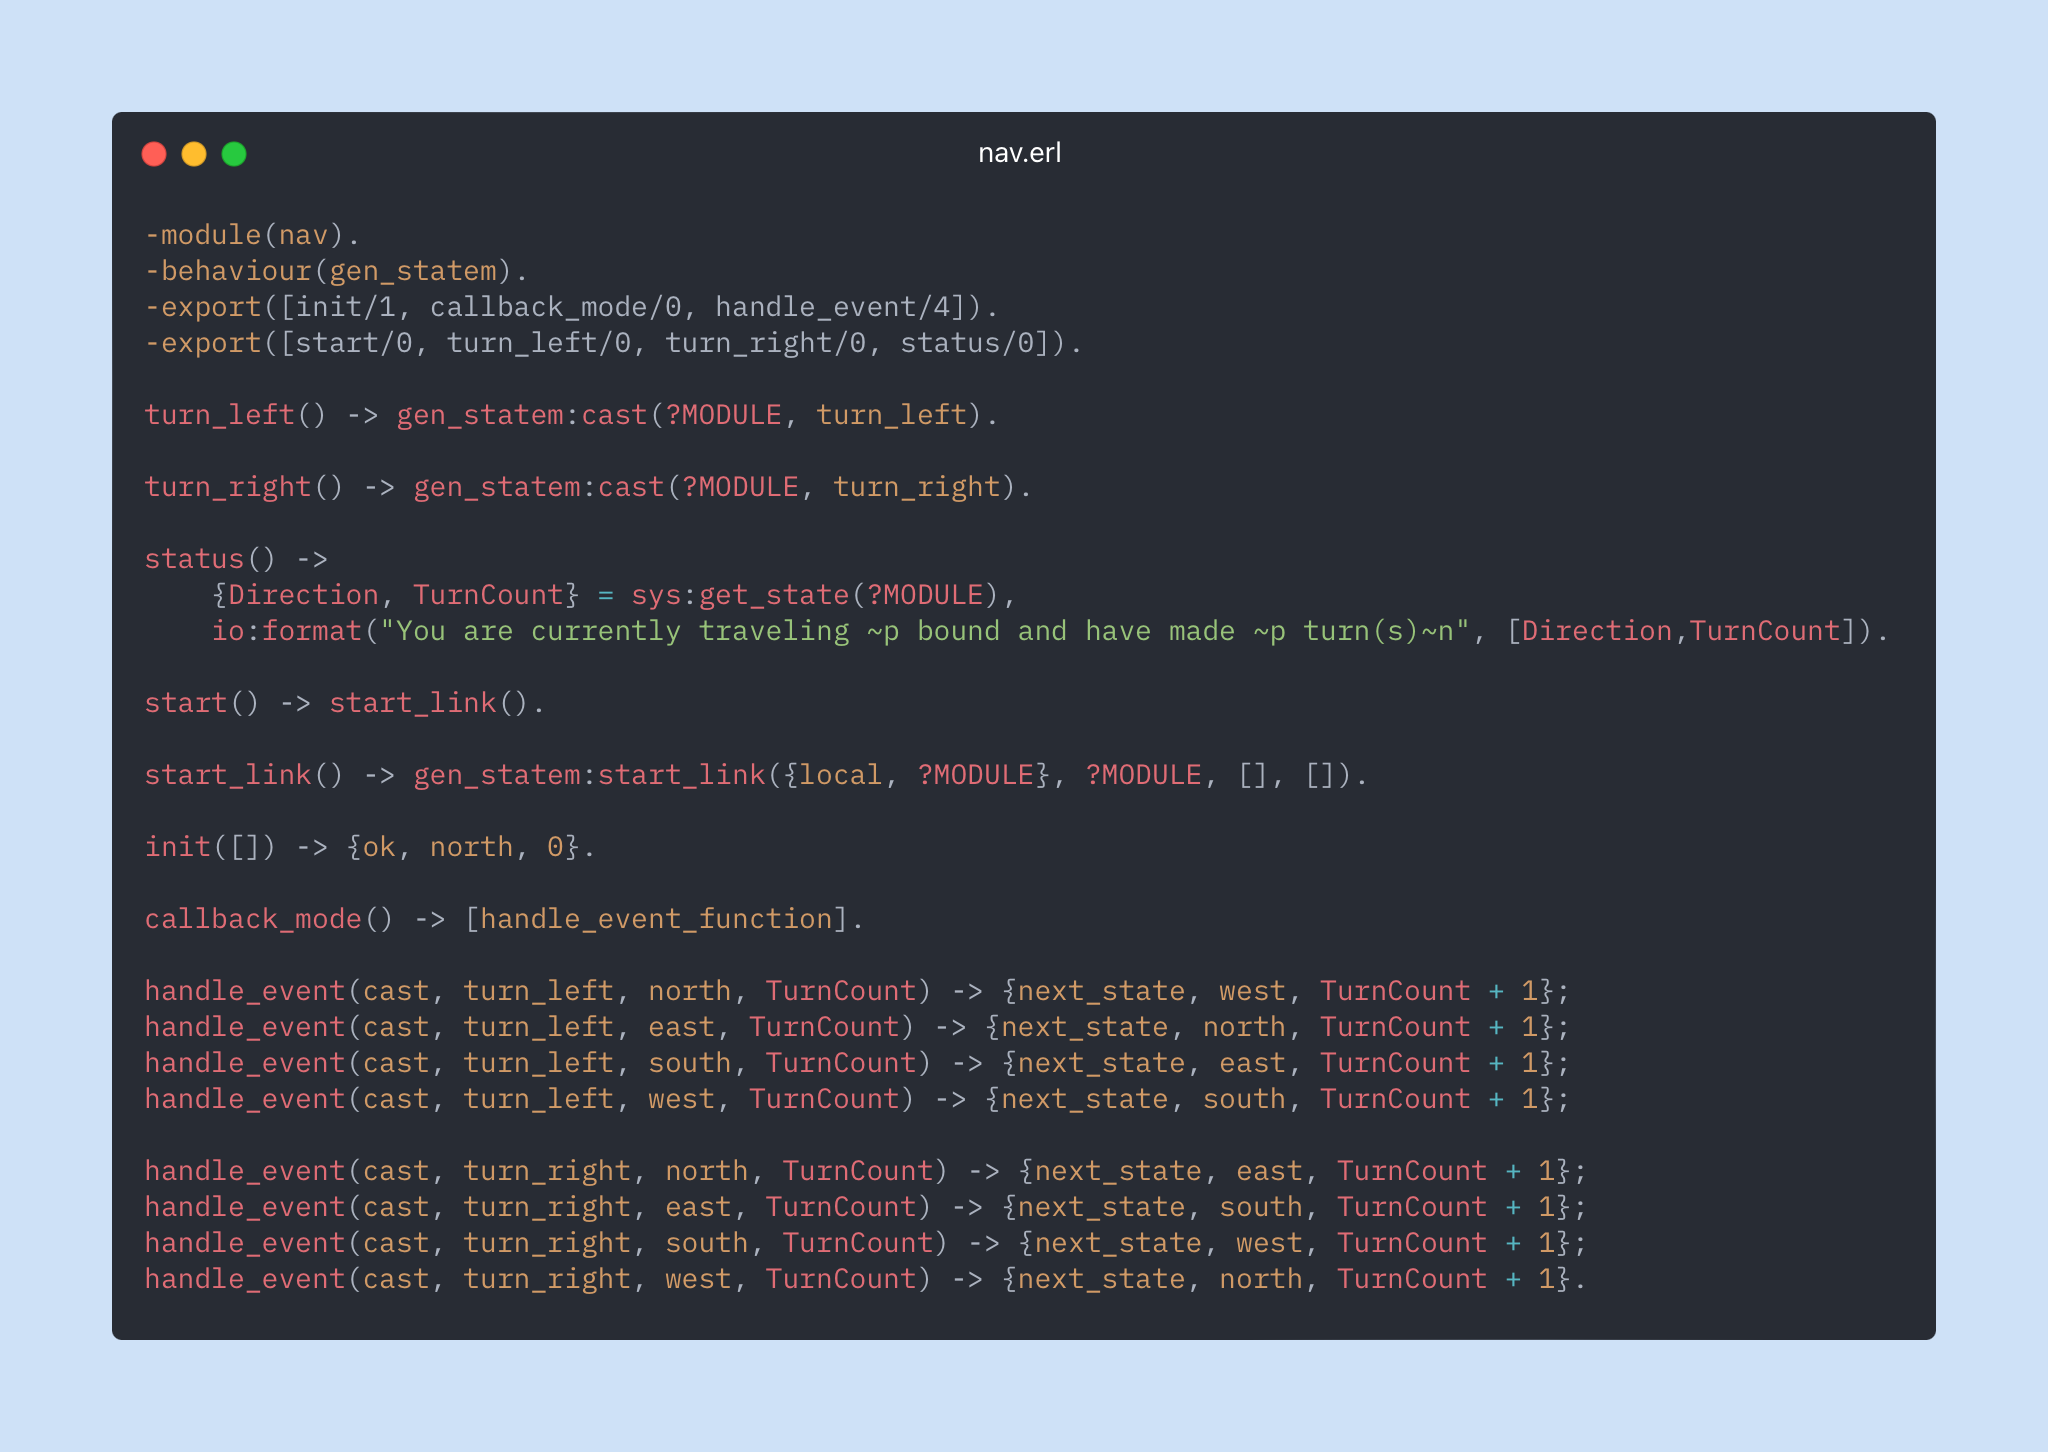 nav.erl
-module(nav).
-behaviour(gen_statem).
-export([init/1, callback_mode/0, handle_event/4]).
-export([start/0, turn_left/0, turn_right/0, status/0]).
turn_left() -> gen_statem:cast(?MODULE, turn_left).
turn_right() -> gen_statem:cast(?MODULE, turn_right).
status() ->
    {Direction, TurnCount} = sys:get_state(?MODULE),
    io:format("You are currently traveling ~p bound and have made ~p turn(s)~n", [Direction,TurnCount]).
start() -> start_link().
start_link() -> gen_statem:start_link({local, ?MODULE}, ?MODULE, [], []).
init([]) -> {ok, north, 0}.
callback_mode() -> [handle_event_function].
handle_event(cast, turn_left, north, TurnCount) -> {next_state, west, TurnCount + 1};
handle_event(cast, turn_left, east, TurnCount) -> {next_state, north, TurnCount + 1};
handle_event(cast, turn_left, south, TurnCount) -> {next_state, east, TurnCount + 1};
handle_event(cast, turn_left, west, TurnCount) -> {next_state, south, TurnCount + 1};
handle_event(cast, turn_right, north, TurnCount) -> {next_state, east, TurnCount + 1};
handle_event(cast, turn_right, east, TurnCount) -> {next_state, south, TurnCount + 1};
handle_event(cast, turn_right, south, TurnCount) -> {next_state, west, TurnCount + 1};
handle_event(cast, turn_right, west, TurnCount) -> {next_state, north, TurnCount + 1}.